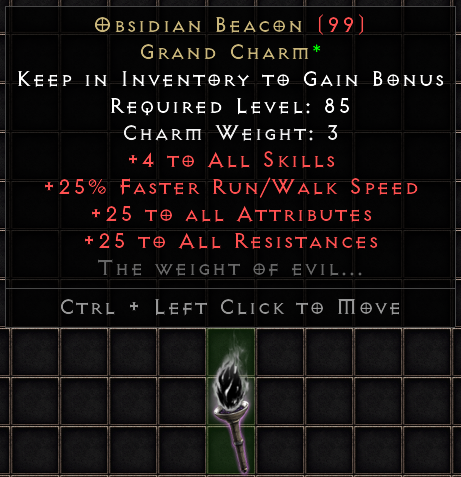 Obsidian Beacon (99)
Grand Charm*
Keep in Inventory to Gain Bonus
Required Level: 85
Charm Weight: 3
+4 to All Skills
+25% Faster Run/Walk Speed
+25 to all Attributes
+25 to All Resistances
The weight of evil...
Ctrl + Left Click to Move